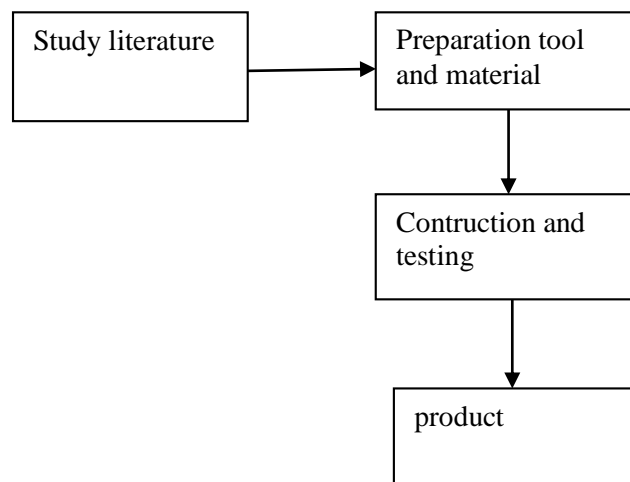 Study literature
Preparation tool
and material
Contruction and
testing
product